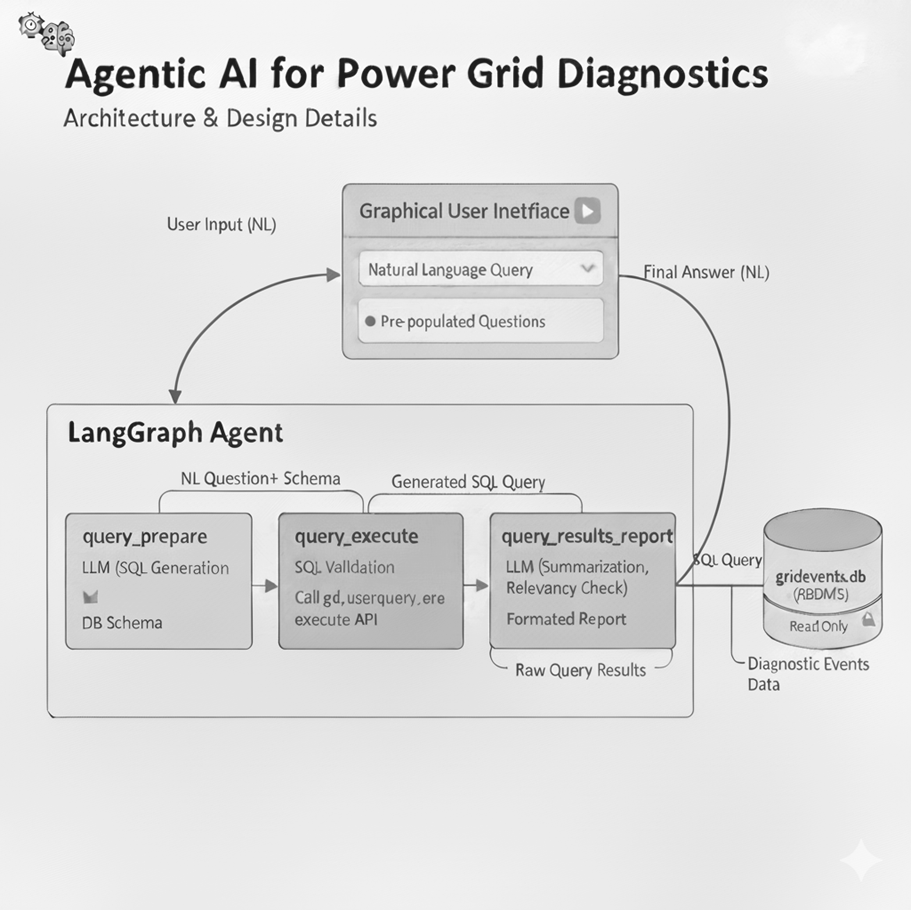 Agentic AI for Power Grid Diagnostics
Architecture & Design Details
User Input (NL)
Graphical User Inetfiace
Natural Language Query
Pre-populated Questions
Final Answer (NL)
LangGraph Agent
NL Question+ Schema
Generated SQL Query
query_prepare
LLM (SQL Generation
DB Schema
query_execute
SQL Valldation
Call gd, userquery, ere
execute API
query_results_report
LLM (Summarization,
Relevancy Check)
Formated Report
Raw Query Results
SQL Query
gridevents.db
(RBDMS)
Read Only
Diagnostic Events
Data